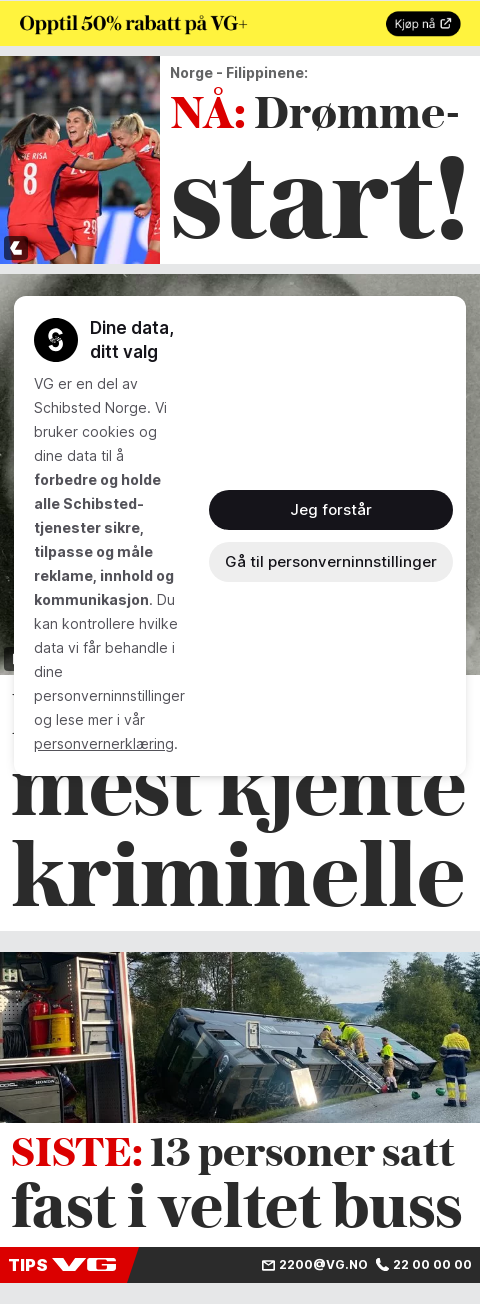 Opptil 50% rabatt på VG+
Kjøp nå
Norge - Filippinene:
NÅ: Drømme-
start!
RISA
8
29
Dine data,
ditt valg
VG er en del av
Schibsted Norge. Vi
bruker cookies og
dine data til å
forbedre og holde
alle Schibsted-
tjenester sikre,
tilpasse og måle
reklame, innhold og
kommunikasjon. Du
kan kontrollere hvilke
data vi får behandle i
dine
personverninnstillinger
og lese mer i vår
personvernerklæring.
Jeg forstår
Gå til personverninnstillinger
mest kjente
kriminelle
HONDA
SISTE: 13 personer satt
fast i veltet buss
TIPS VG
2200@VG.NO
22 00 00 00